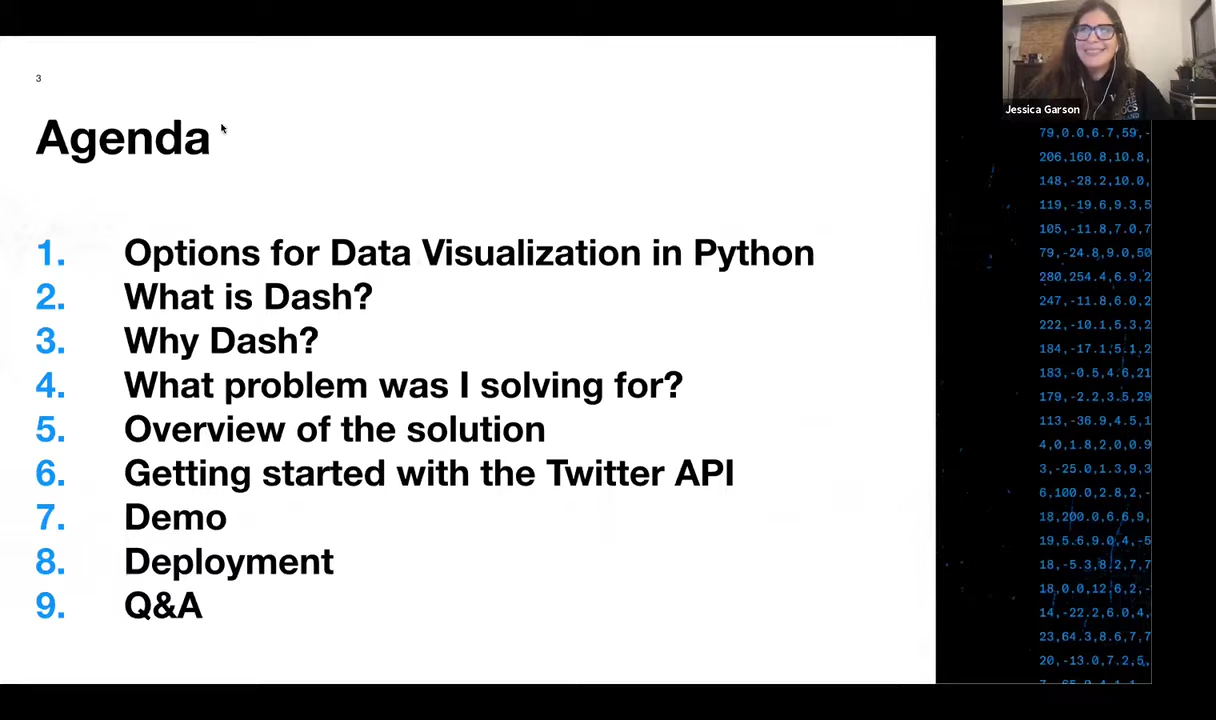 3
Agenda
1. Options for Data Visualization in Python
2. What is Dash?
3. Why Dash?
4. What problem was I solving for?
5. Overview of the solution
6. Getting started with the Twitter API
7. Demo
8. Deployment
9. Q&A
Jessica Garson
79,0.0,6.7,59,-
206,160.8,10.8,
148,-28.2,10.0,
119,-19.6,9.3,5
105,-11.8,7.0,7
79,-24.8,9.0,50
280,254.4,6.9,2
247,-11.8,6.0,2
222,-10.1,5.3,2
184,-17.1,5.1,2
183,-0.5,4.6,21
179,-2.2,3.5,29
113,-36.9,4.5,1
4,0,1.8,2,0,0.9
3,-25.0,1.3,9,3
6,100.0,2.8,2,-
18,200.0,6.6,9,
19,5.6,9.0,4,-5
18,-5.3,8.2,7,7
18,0.0,12.6,2,-
14,-22.2,6.0,4,
23,64.3,8.6,7,7
20,-13.0,7.2,5,